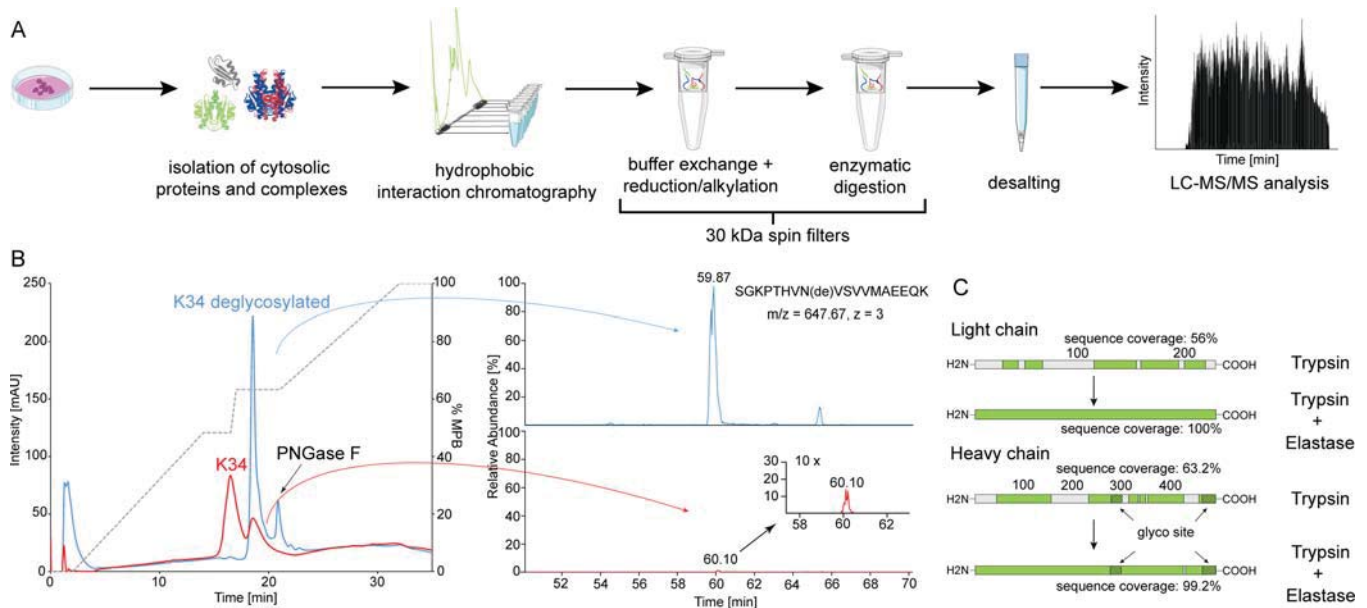 A
isolation of cytosolic
proteins and complexes
hydrophobic
interaction chromatography
buffer exchange +
reduction/alkylation
enzymatic
digestion
30 kDa spin filters
desalting
Intensity
Time [min]
LC-MS/MS analysis
B
Intensity [mAU]
250
200
150
100
50
0
0
10
20
30
Time [min]
100
80
60
40
20
0
% MPB
K34 deglycosylated
K34
PNGase F
Relative Abundance [%]
100
80
60
40
20
59.87
SGKPTHVN(de)VSVVMAEEQK
m/z = 647.67, z = 3
100
80
60
40
20
0
30
20
10
10 x
60.10
58
60
62
60.10
52
54
56
58
60
62
64
66
68
70
Time [min]
C
Light chain
sequence coverage: 56%
100
200
H2N
COOH
Trypsin
H2N
COOH
Trypsin
+
Elastase
sequence coverage: 100%
Heavy chain
sequence coverage: 63.2%
100
200
300
400
H2N
COOH
Trypsin
glyco site
H2N
COOH
Trypsin
+
Elastase
sequence coverage: 99.2%